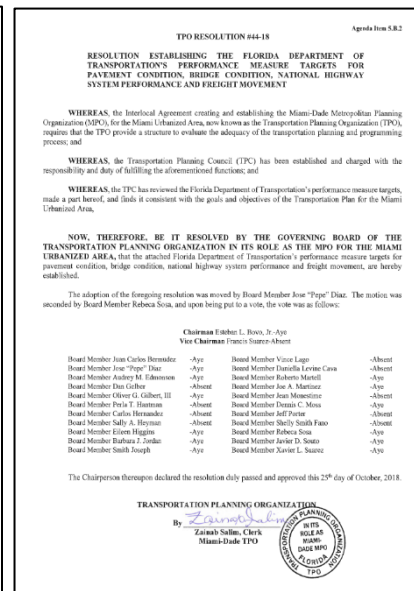 Agenda Item 5.B.2
TPO RESOLUTION #44-18
RESOLUTION ESTABLISHING THE FLORIDA DEPARTMENT OF
TRANSPORTATION'S PERFORMANCE MEASURE TARGETS FOR
PAVEMENT CONDITION, BRIDGE CONDITION, NATIONAL HIGHWAY
SYSTEM PERFORMANCE AND FREIGHT MOVEMENT
WHEREAS, the Interlocal Agreement creating and establishing the Miami-Dade Metropolitan Planning
Organization (MPO), for the Miami Urbanized Area, now known as the Transportation Planning Organization (TPO),
requires that the TPO provide a structure to evaluate the adequacy of the transportation planning and programming
process; and
WHEREAS, the Transportation Planning Council (TPC) has been established and charged with the
responsibility and duty of fulfilling the aforementioned functions; and
WHEREAS, the TPC has reviewed the Florida Department of Transportation's performance measure targets,
made a part hereof, and finds it consistent with the goals and objectives of the Transportation Plan for the Miami
Urbanized Area,
NOW, THEREFORE, BE IT RESOLVED BY THE GOVERNING BOARD OF THE
TRANSPORTATION PLANNING ORGANIZATION IN ITS ROLE AS THE MPO FOR THE MIAMI
URBANIZED AREA, that the attached Florida Department of Transportation's performance measure targets for
pavement condition, bridge condition, national highway system performance and freight movement, are hereby
established.
The adoption of the foregoing resolution was moved by Board Member Jose "Pepe" Diaz. The motion was
seconded by Board Member Rebeca Sosa, and upon being put to a vote, the vote was as follows:
Chairman Esteban L. Bovo, Jr.-Aye
Vice Chairman Francis Suarez-Absent
Board Member Juan Carlos Bermudez -Aye Board Member Vince Lago -Absent
Board Member Jose "Pepe" Diaz -Aye Board Member Daniella Levine Cava -Absent
Board Member Audrey M. Edmonson -Aye Board Member Roberto Martell -Aye
Board Member Dan Gelber -Absent Board Member Joe A. Martinez -Aye
Board Member Oliver G. Gilbert, III -Aye Board Member Jean Monestime -Absent
Board Member Perla T. Hantman -Absent Board Member Dennis C. Moss -Aye
Board Member Carlos Hernandez -Absent Board Member Jeff Porter -Absent
Board Member Sally A. Heyman -Absent Board Member Shelly Smith Fano -Absent
Board Member Eileen Higgins -Aye Board Member Rebeca Sosa -Aye
Board Member Barbara J. Jordan -Aye Board Member Javier D. Souto -Aye
Board Member Smith Joseph -Aye Board Member Xavier L. Suarez -Aye
The Chairperson thereupon declared the resolution duly passed and approved this 25th day of October, 2018.
TRANSPORTATION PLANNING ORGANIZATION
By Zainab Salim
Zainab Salim, Clerk
Miami-Dade TPO
TRANSPORTATION PLANNING ORGANIZATION
IN ITS
ROLE AS
MIAMI-
DADE MPO
FLORIDA
TPO